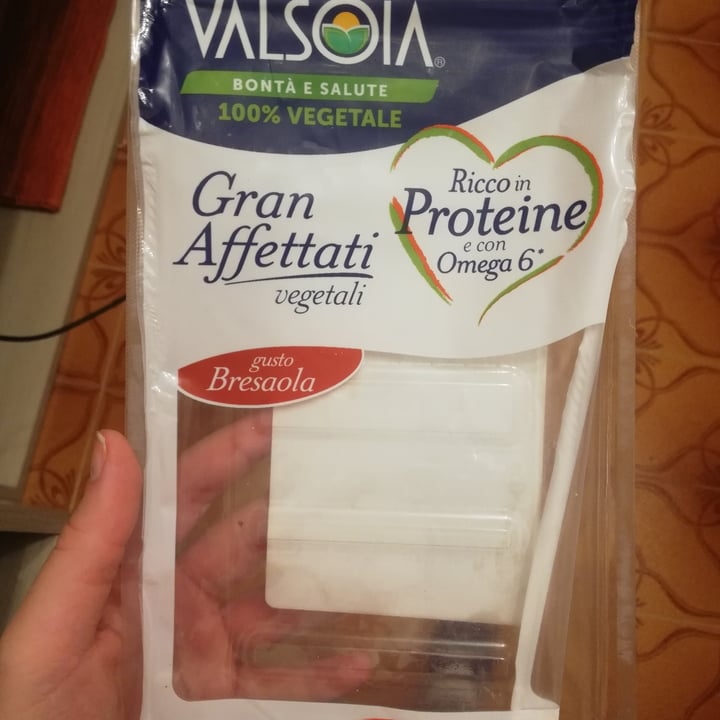 VALSOIA®
BONTÀ E SALUTE
100% VEGETALE
Gran
Affettati
vegetali
Ricco in
Proteine
e con
Omega 6*
gusto
Bresaola